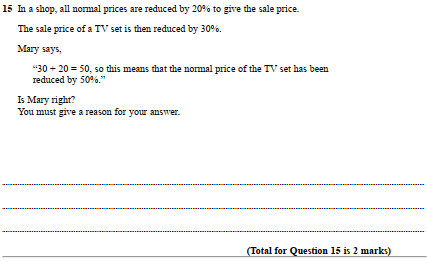 15 In a shop, all normal prices are reduced by 20% to give the sale price.
The sale price of a TV set is then reduced by 30%.
Mary says,
“30 + 20 = 50, so this means that the normal price of the TV set has been
reduced by 50%.”
Is Mary right?
You must give a reason for your answer.
(Total for Question 15 is 2 marks)